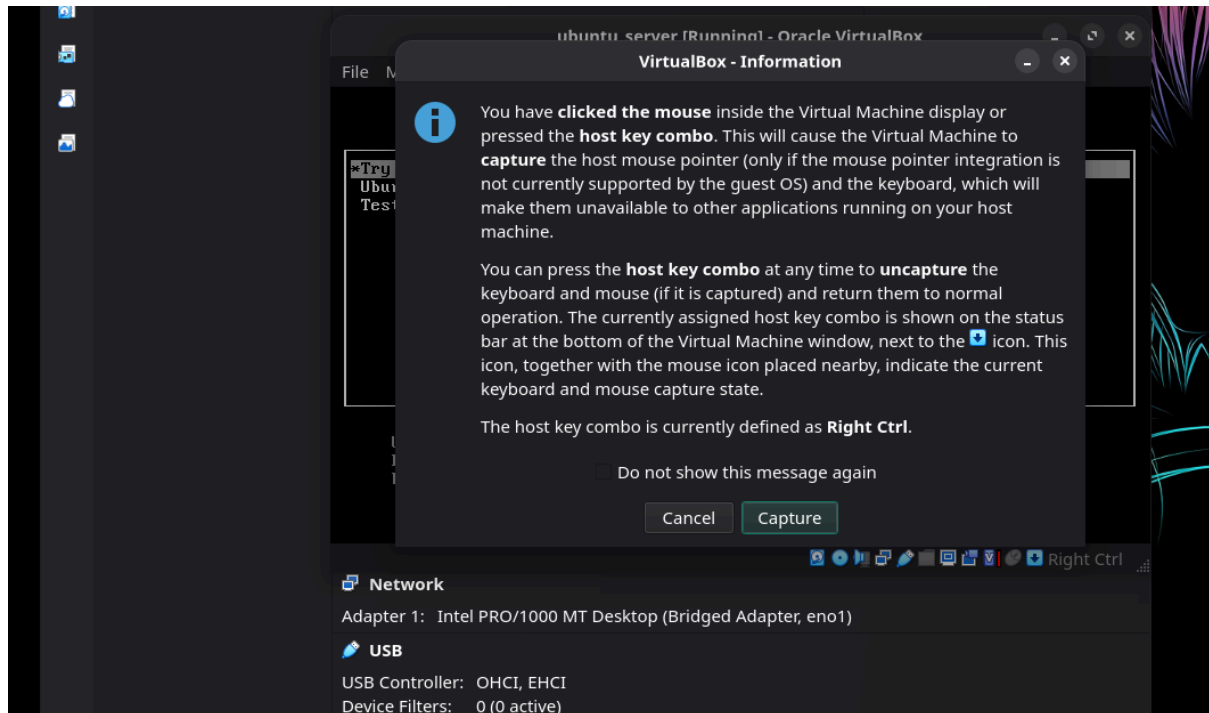 ubuntu_server [Running] - Oracle VirtualBox
VirtualBox - Information
File
You have clicked the mouse inside the Virtual Machine display or
pressed the host key combo. This will cause the Virtual Machine to
capture the host mouse pointer (only if the mouse pointer integration is
not currently supported by the guest OS) and the keyboard, which will
make them unavailable to other applications running on your host
machine.
*Try
You can press the host key combo at any time to uncapture the
keyboard and mouse (if it is captured) and return them to normal
operation. The currently assigned host key combo is shown on the status
bar at the bottom of the Virtual Machine window, next to the icon. This
icon, together with the mouse icon placed nearby, indicate the current
keyboard and mouse capture state.
The host key combo is currently defined as Right Ctrl.
Do not show this message again
Cancel Capture
Right Ctrl
Network
Adapter 1: Intel PRO/1000 MT Desktop (Bridged Adapter, eno1)
USB
USB Controller: OHCI, EHCI
Device Filters: 0 (0 active)